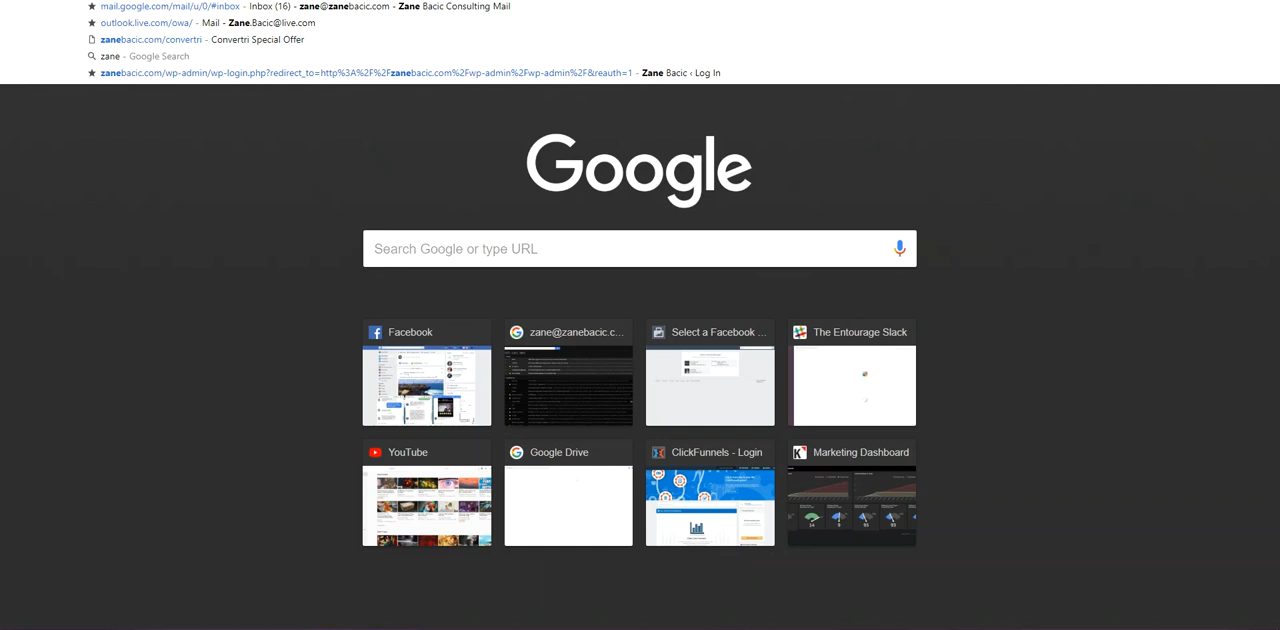 mail.google.com/mail/u/0/#inbox - Inbox (16) - zane@zanebacic.com - Zane Bacic Consulting Mail
outlook.live.com/owa/ - Mail - Zane.Bacic@live.com
zanebacic.com/convertri - Convertri Special Offer
zane - Google Search
zanebacic.com/wp-admin/wp-login.php?redirect_to=http%3A%2F%2Fzanebacic.com%2Fwp-admin%2Fwp-admin%2F&reauth=1 - Zane Bacic ‹ Log In
Google
Search Google or type URL
Facebook
zane@zanebacic.c...
Select a Facebook ...
The Entourage Slack
YouTube
Google Drive
ClickFunnels - Login
Marketing Dashboard